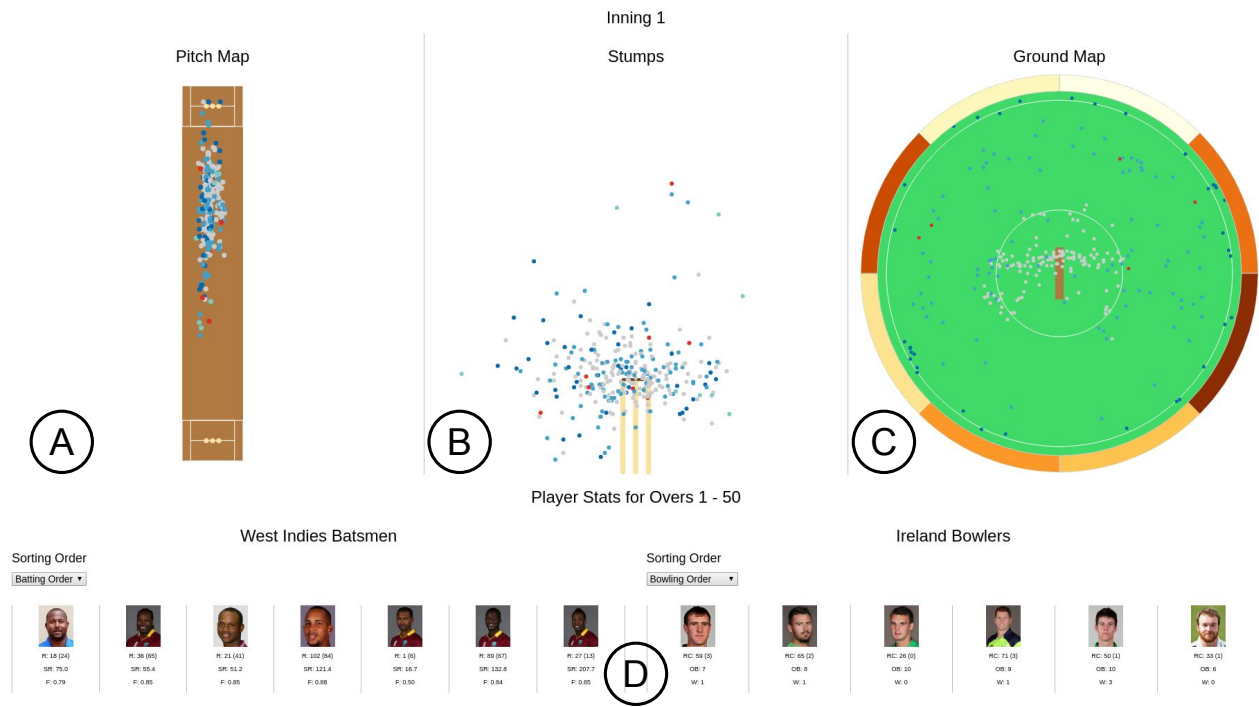 Inning 1
Pitch Map
Stumps
Ground Map
A
B
C
Player Stats for Overs 1 - 50
West Indies Batsmen
Ireland Bowlers
Sorting Order
Sorting Order
Batting Order ▼
Bowling Order ▼
R: 18 (24) R: 36 (65) R: 21 (41) R: 102 (84) R: 1 (6) R: 89 (67) R: 27 (13) RC: 59 (3) RC: 65 (2) RC: 26 (0) RC: 71 (3) RC: 50 (1) RC: 33 (1)
SR: 75.0 SR: 55.4 SR: 51.2 SR: 121.4 SR: 16.7 SR: 132.8 SR: 207.7 OB: 7 OB: 8 OB: 10 OB: 9 OB: 10 OB: 6
F: 0.79 F: 0.85 F: 0.85 F: 0.88 F: 0.50 F: 0.84 F: 0.85 W: 1 W: 1 W: 0 W: 1 W: 3 W: 0
D